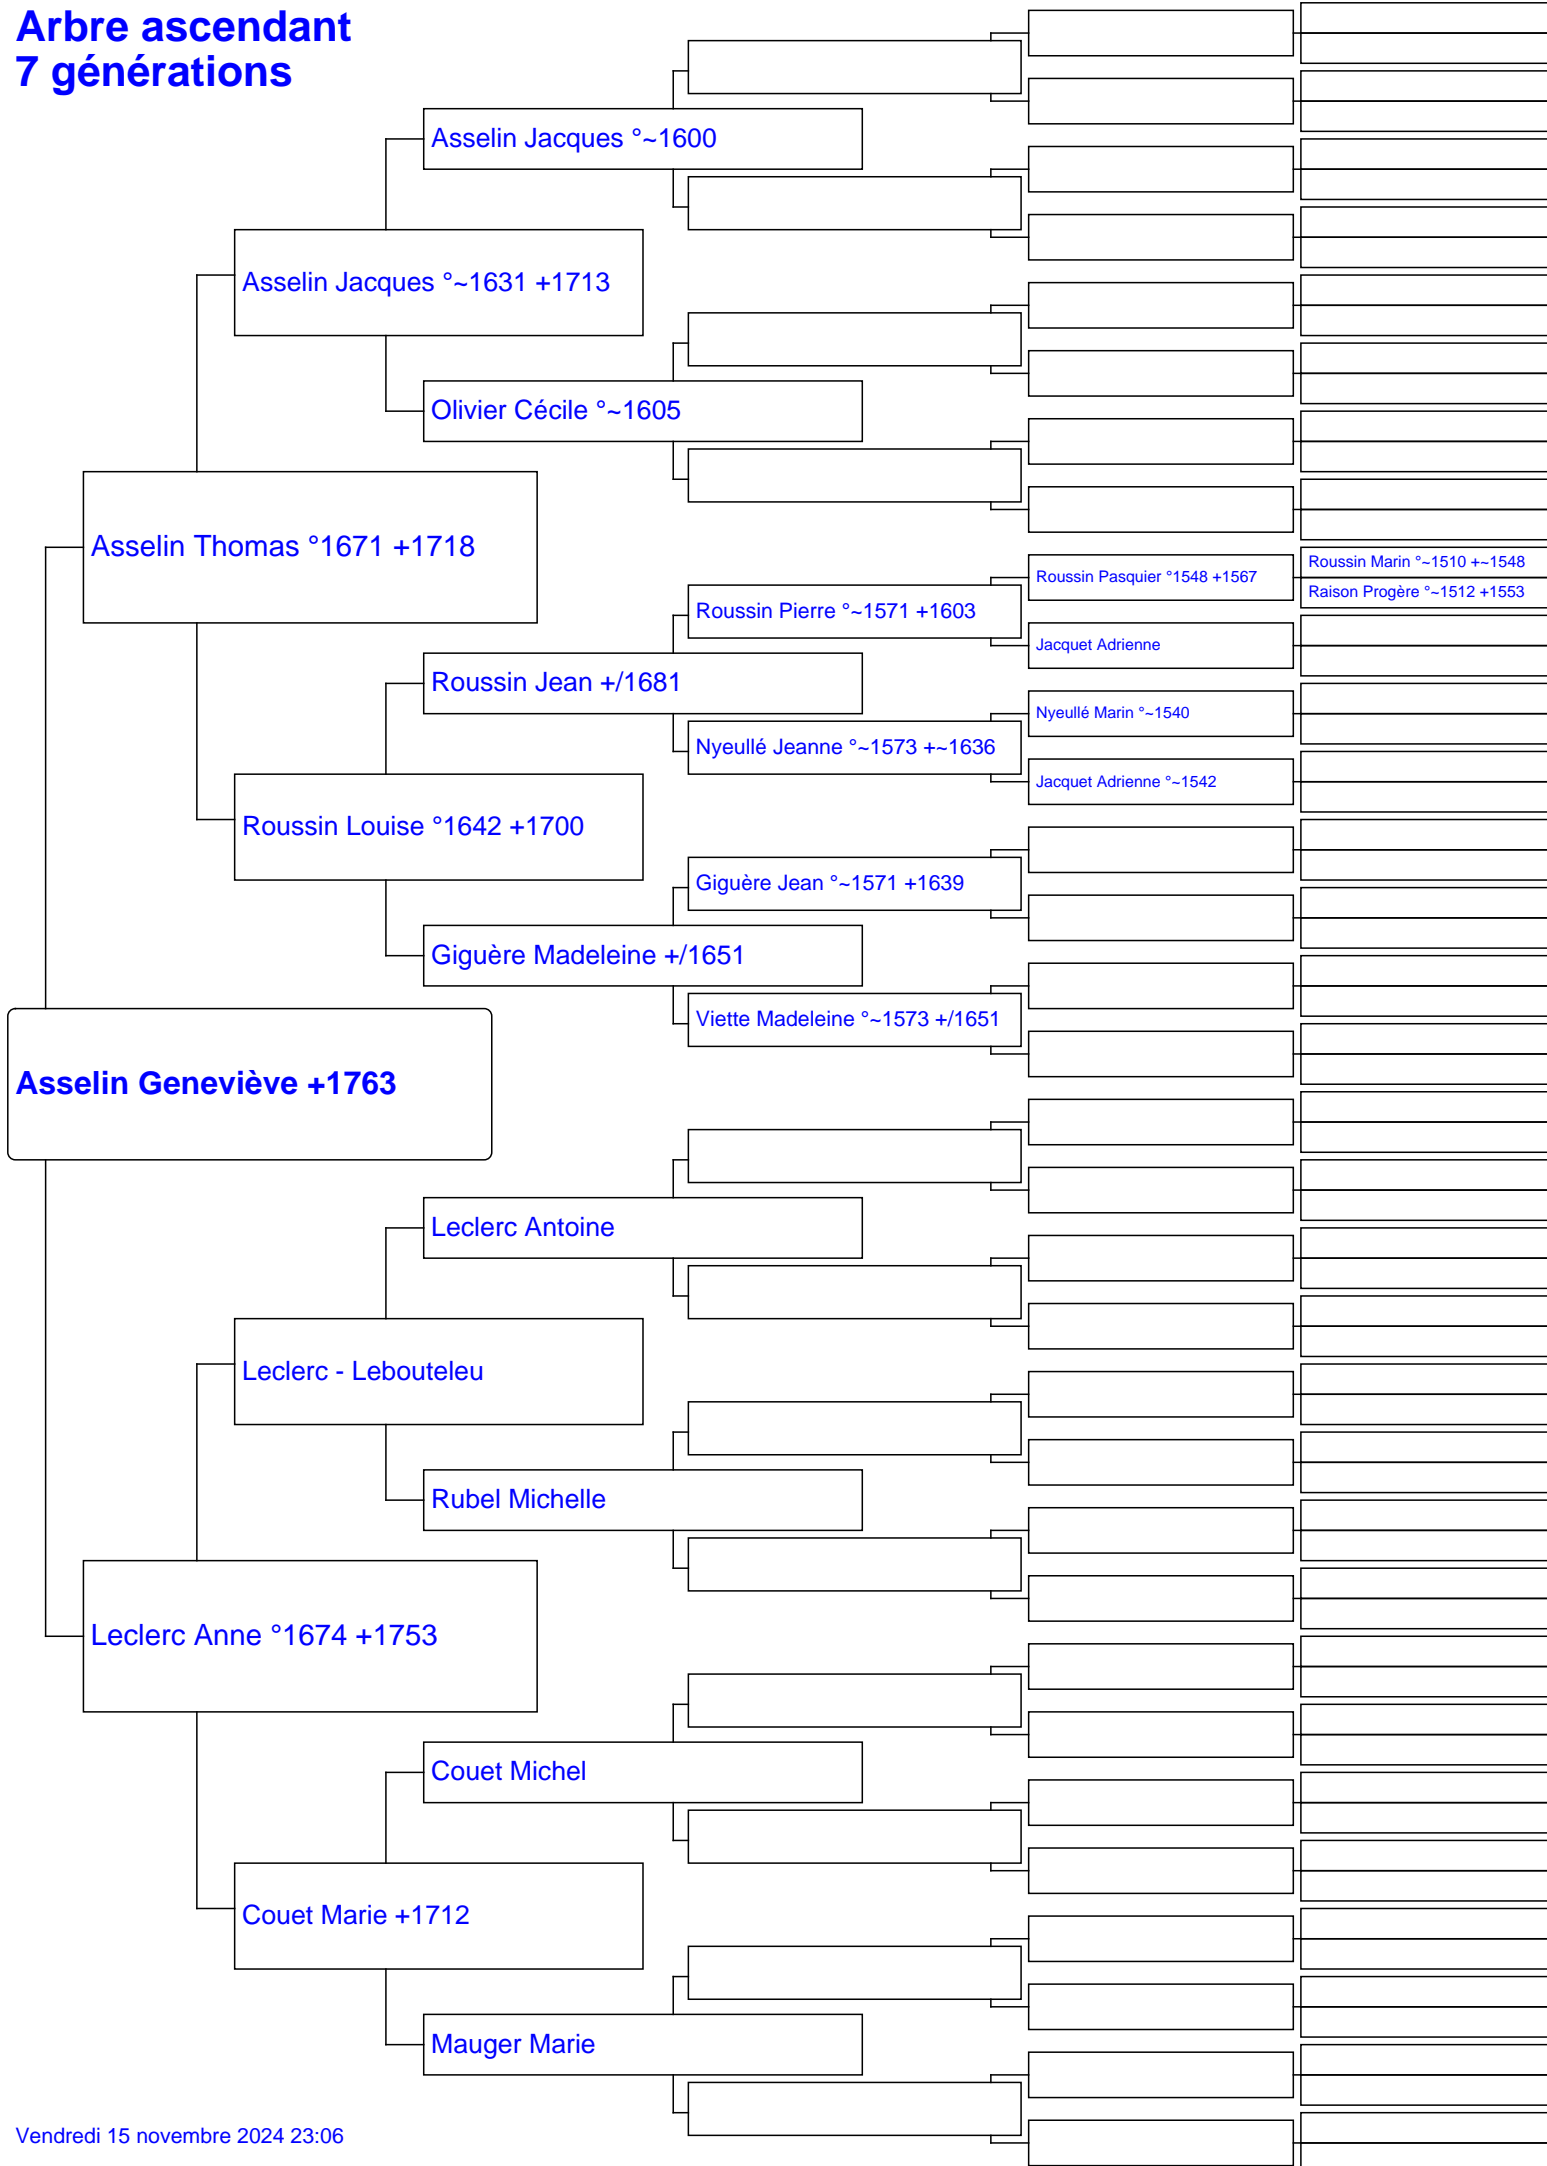 Arbre ascendant
7 générations
Asselin Jacques °~1600
Asselin Jacques °~1631 +1713
Olivier Cécile °~1605
Asselin Thomas °1671 +1718
Roussin Marin °~1510 +~1548
Roussin Pasquier °1548 +1567
Raison Progère °~1512 +1553
Roussin Pierre °~1571 +1603
Jacquet Adrienne
Roussin Jean +/1681
Nyeullé Marin °~1540
Nyeullé Jeanne °~1573 +~1636
Jacquet Adrienne °~1542
Roussin Louise °1642 +1700
Giguère Jean °~1571 +1639
Giguère Madeleine +/1651
Viette Madeleine °~1573 +/1651
Asselin Geneviève +1763
Leclerc Antoine
Leclerc - Lebouteleu
Rubel Michelle
Leclerc Anne °1674 +1753
Couet Michel
Couet Marie +1712
Mauger Marie
Vendredi 15 novembre 2024 23:06